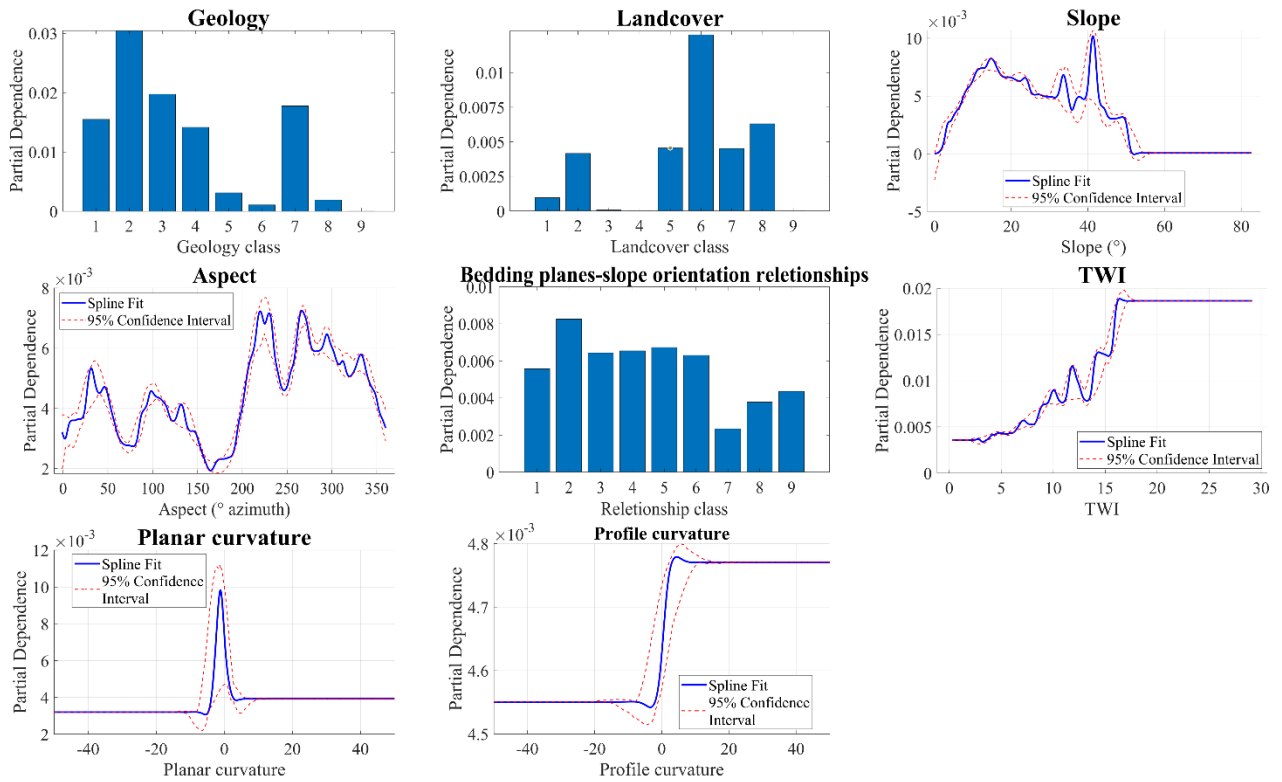 Geology
Partial Dependence
0.03
0.02
0.01
0
1 2 3 4 5 6 7 8 9
Geology class
Landcover
Partial Dependence
0.01
0.0075
0.005
0.0025
0
1 2 3 4 5 6 7 8 9
Landcover class
Slope
×10⁻³
Partial Dependence
10
5
0
-5
Spline Fit
95% Confidence Interval
0 20 40 60 80
Slope (°)
Aspect
×10⁻³
Partial Dependence
8
6
4
2
Spline Fit
95% Confidence Interval
0 50 100 150 200 250 300 350
Aspect (° azimuth)
Bedding planes-slope orientation reletionships
Partial Dependence
0.01
0.008
0.006
0.004
0.002
0
1 2 3 4 5 6 7 8 9
Reletionship class
TWI
Partial Dependence
0.02
0.015
0.01
0.005
0
Spline Fit
95% Confidence Interval
0 5 10 15 20 25 30
TWI
Planar curvature
×10⁻³
Partial Dependence
12
10
8
6
4
2
Spline Fit
95% Confidence
Interval
-40 -20 0 20 40
Planar curvature
Profile curvature
×10⁻³
Partial Dependence
4.8
4.7
4.6
4.5
Spline Fit
95% Confidence
Interval
-40 -20 0 20 40
Profile curvature